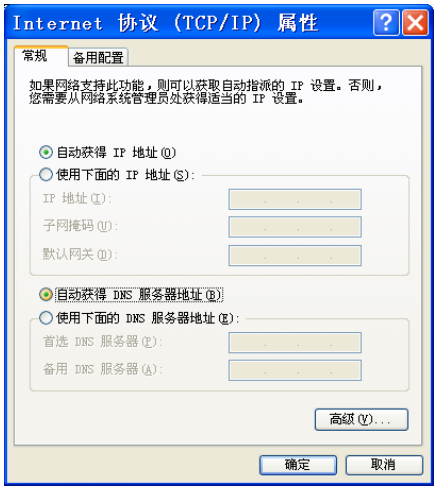 Internet 协议 (TCP/IP) 属性
常规 备用配置
如果网络支持此功能，则可以获取自动指派的 IP 设置。否则，
您需要从网络系统管理员处获得适当的 IP 设置。
自动获得 IP 地址(O)
使用下面的 IP 地址(S):
IP 地址(I):
子网掩码(U):
默认网关(D):
自动获得 DNS 服务器地址(B)
使用下面的 DNS 服务器地址(E):
首选 DNS 服务器(P):
备用 DNS 服务器(A):
高级(V)...
确定 取消